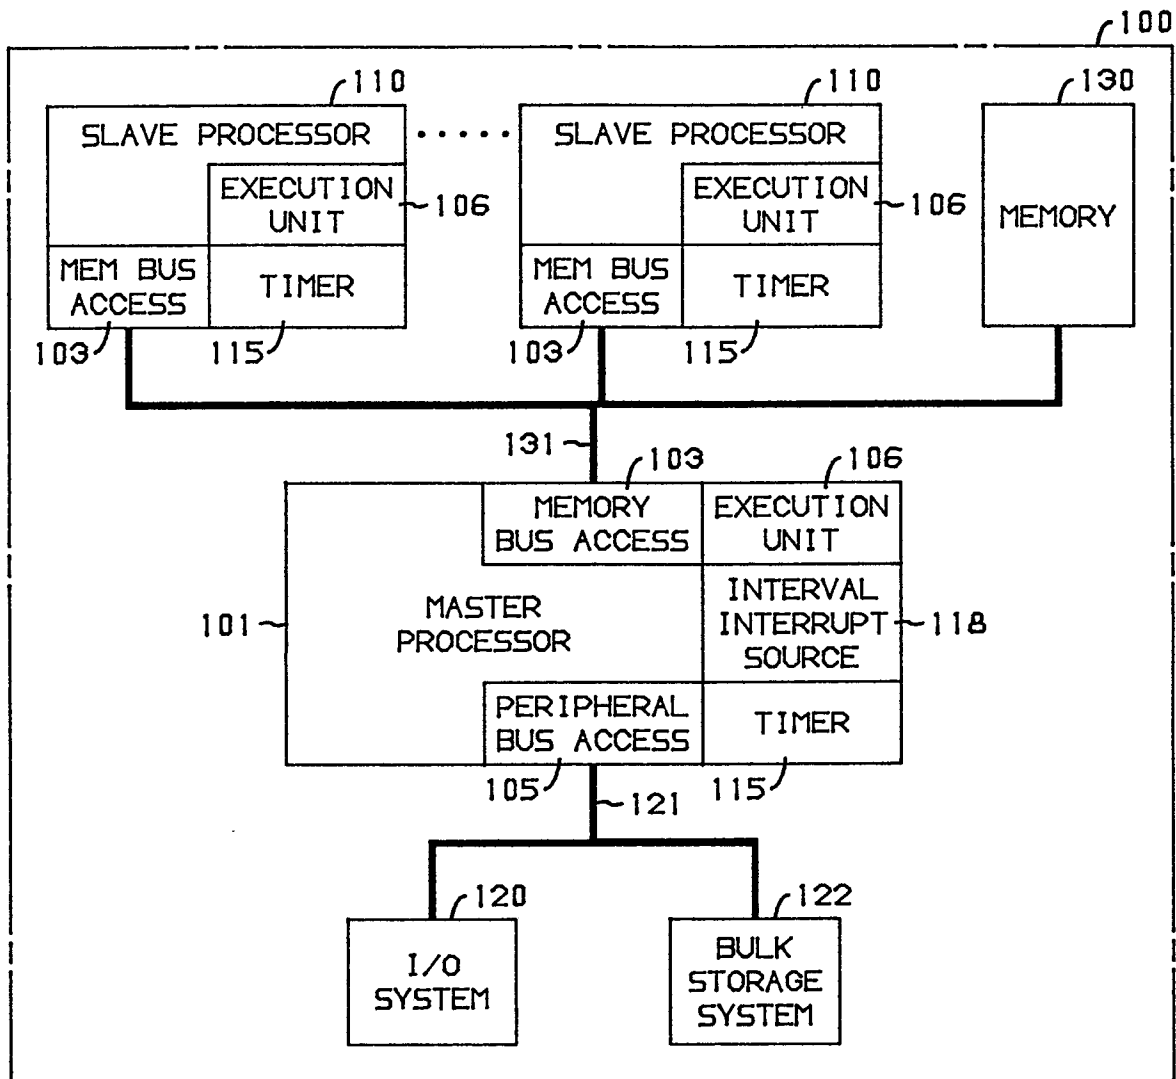 100
110
110
130
SLAVE PROCESSOR
SLAVE PROCESSOR
EXECUTION
UNIT
106
EXECUTION
UNIT
106
MEMORY
MEM BUS
ACCESS
TIMER
MEM BUS
ACCESS
TIMER
103
115
103
115
131
103
106
MEMORY
BUS ACCESS
EXECUTION
UNIT
101
MASTER
PROCESSOR
INTERVAL
INTERRUPT
SOURCE
118
PERIPHERAL
BUS ACCESS
TIMER
105
121
115
120
122
I/O
SYSTEM
BULK
STORAGE
SYSTEM